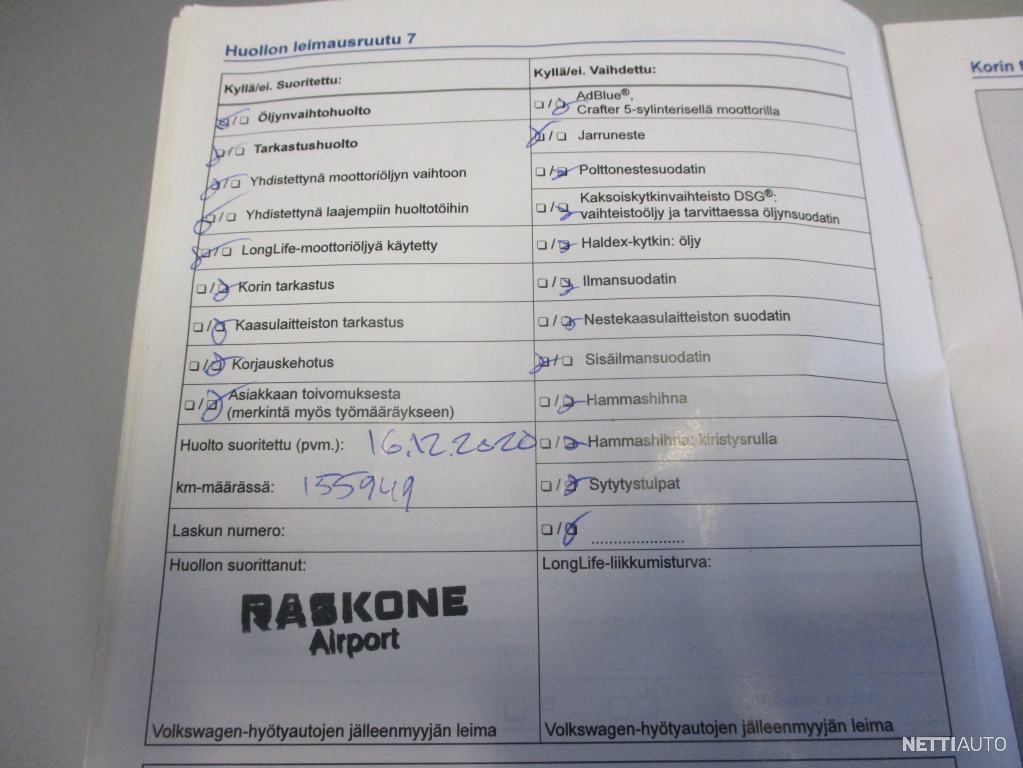 Huollon leimausruutu 7
Kyllä/ei. Suoritettu:
❏/❏ Öljynvaihtohuolto
❏/❏ Tarkastushuolto
❏/❏ Yhdistettynä moottoriöljyn vaihtoon
❏/❏ Yhdistettynä laajempiin huoltotöihin
❏/❏ LongLife-moottoriöljyä käytetty
❏/❏ Korin tarkastus
❏/❏ Kaasulaitteiston tarkastus
❏/❏ Korjauskehotus
❏/❏ Asiakkaan toivomuksesta
(merkintä myös työmääräykseen)
Huolto suoritettu (pvm.): 16.12.2020
km-määrässä: 155949
Laskun numero:
Huollon suorittanut:
RASKONE
Airport
Volkswagen-hyötyautojen jälleenmyyjän leima
Kyllä/ei. Vaihdettu:
❏/❏ AdBlue®,
Crafter 5-sylinterisellä moottorilla
❏/❏ Jarruneste
❏/❏ Polttonestesuodatin
❏/❏ Kaksoiskytkinvaihteisto DSG®:
vaihteistoöljy ja tarvittaessa öljynsuodatin
❏/❏ Haldex-kytkin: öljy
❏/❏ Ilmansuodatin
❏/❏ Nestekaasulaitteiston suodatin
❏/❏ Sisäilmansuodatin
❏/❏ Hammashihna
❏/❏ Hammashihna: kiristysrulla
❏/❏ Sytytystulpat
❏/❏ .....................
LongLife-liikkumisturva:
Volkswagen-hyötyautojen jälleenmyyjän leima
Korin
NETTIAUTO